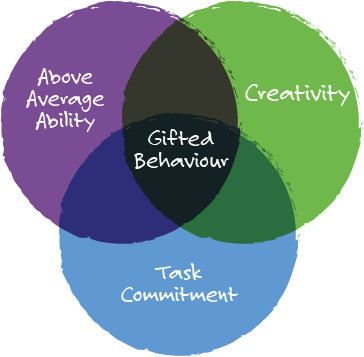 Above
Average
Ability
Creativity
Gifted
Behaviour
Task
Commitment